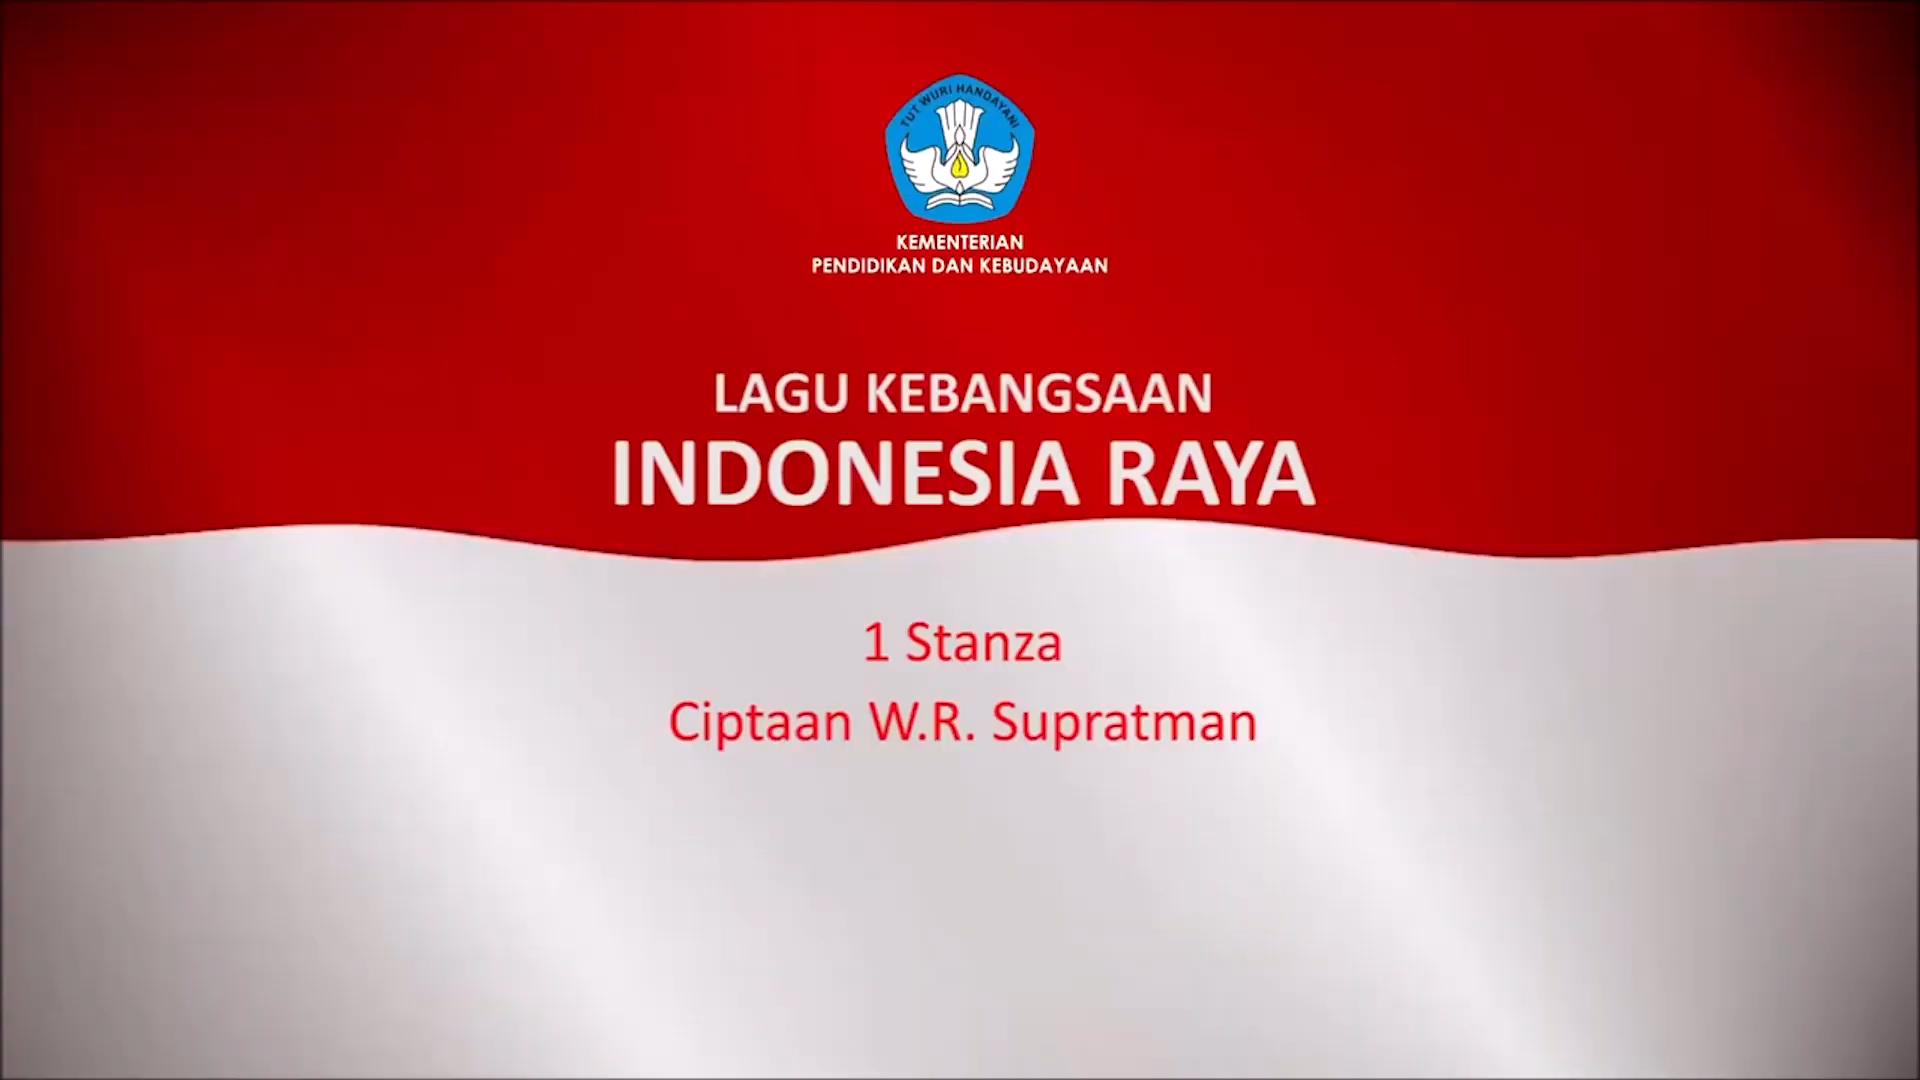 TUT WURI HANDAYANI
KEMENTERIAN
PENDIDIKAN DAN KEBUDAYAAN
LAGU KEBANGSAAN
INDONESIA RAYA
1 Stanza
Ciptaan W.R. Supratman